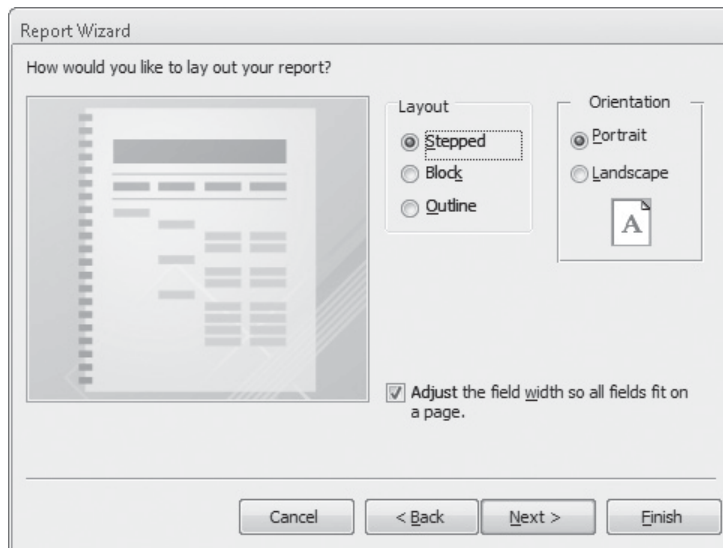 Report Wizard
How would you like to lay out your report?
Layout
Stepped
Block
Outline
Orientation
Portrait
Landscape
A
Adjust the field width so all fields fit on
a page.
Cancel
< Back
Next >
Finish